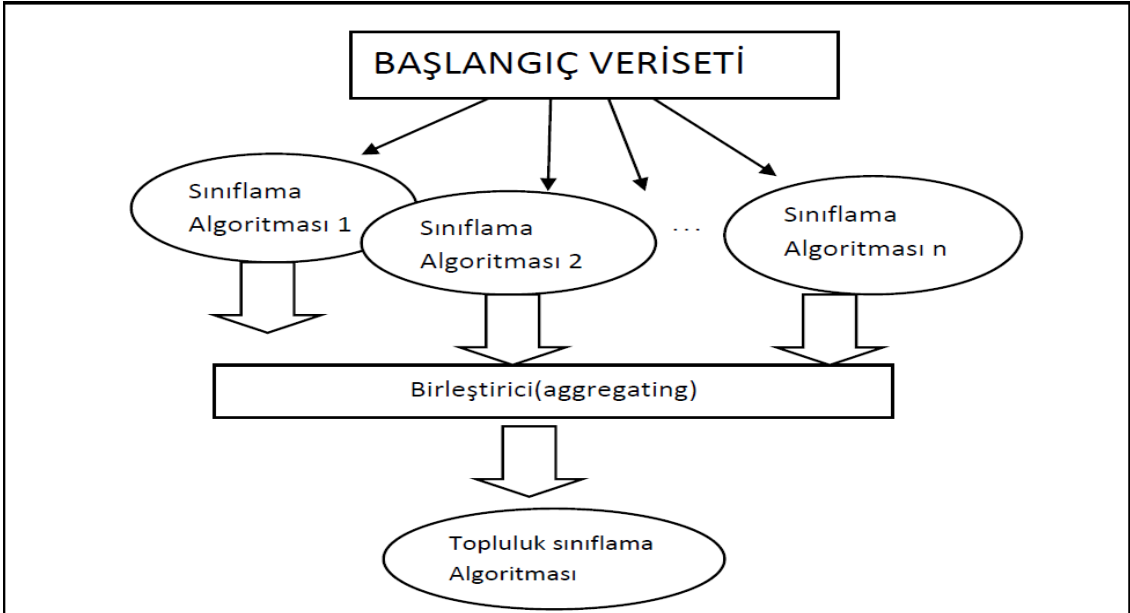 BAŞLANGIÇ VERİSETİ
Sınıflama
Algoritması 1
Sınıflama
Algoritması 2
...
Sınıflama
Algoritması n
Birleştirici(aggregating)
Topluluk sınıflama
Algoritması